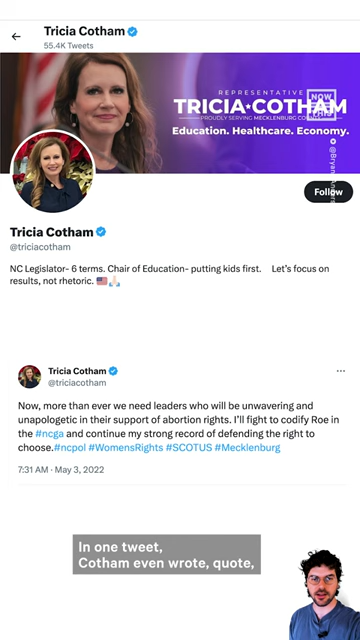 Tricia Cotham
55.4K Tweets
REPRESENTATIVE
TRICIA★COTHAM
PROUDLY SERVING MECKLENBURG COUNTY
Education. Healthcare. Economy.
NOW
Follow
Tricia Cotham
@triciacotham
NC Legislator- 6 terms. Chair of Education- putting kids first. Let's focus on
results, not rhetoric.
Tricia Cotham
@triciacotham
Now, more than ever we need leaders who will be unwavering and
unapologetic in their support of abortion rights. I'll fight to codify Roe in
the #ncga and continue my strong record of defending the right to
choose.#ncpol #WomensRights #SCOTUS #Mecklenburg
7:31 AM · May 3, 2022
In one tweet,
Cotham even wrote, quote,